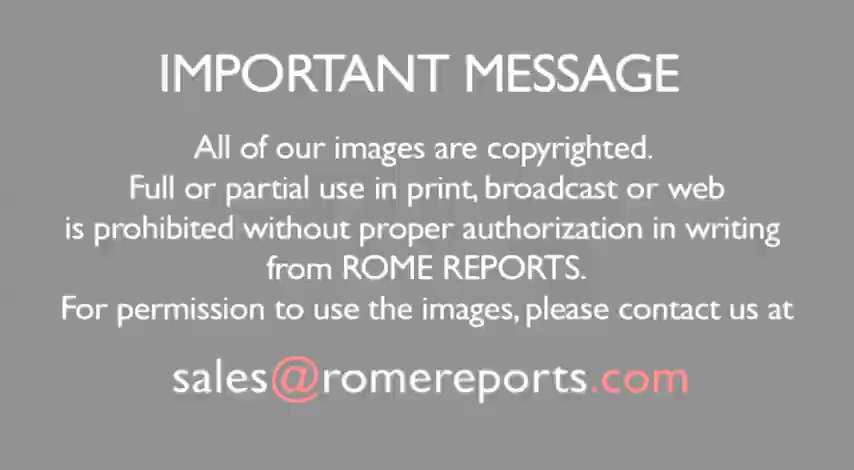 IMPORTANT MESSAGE
All of our images are copyrighted.
Full or partial use in print, broadcast or web
is prohibited without proper authorization in writing
from ROME REPORTS.
For permission to use the images, please contact us at
sales@romereports.com